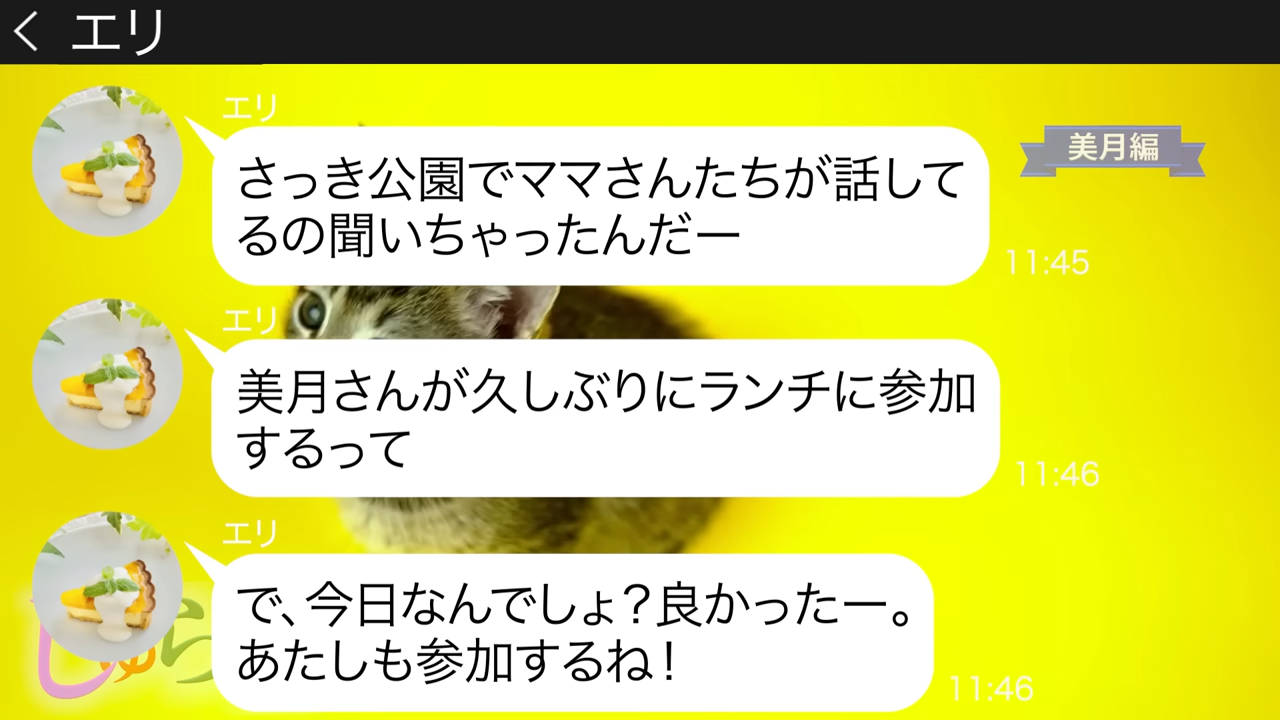 エリ
エリ
美月編
さっき公園でママさんたちが話して
るの聞いちゃったんだー
11:45
エリ
美月さんが久しぶりにランチに参加
するって
11:46
エリ
で、今日なんでしょ?良かったー。
あたしも参加するね!
11:46